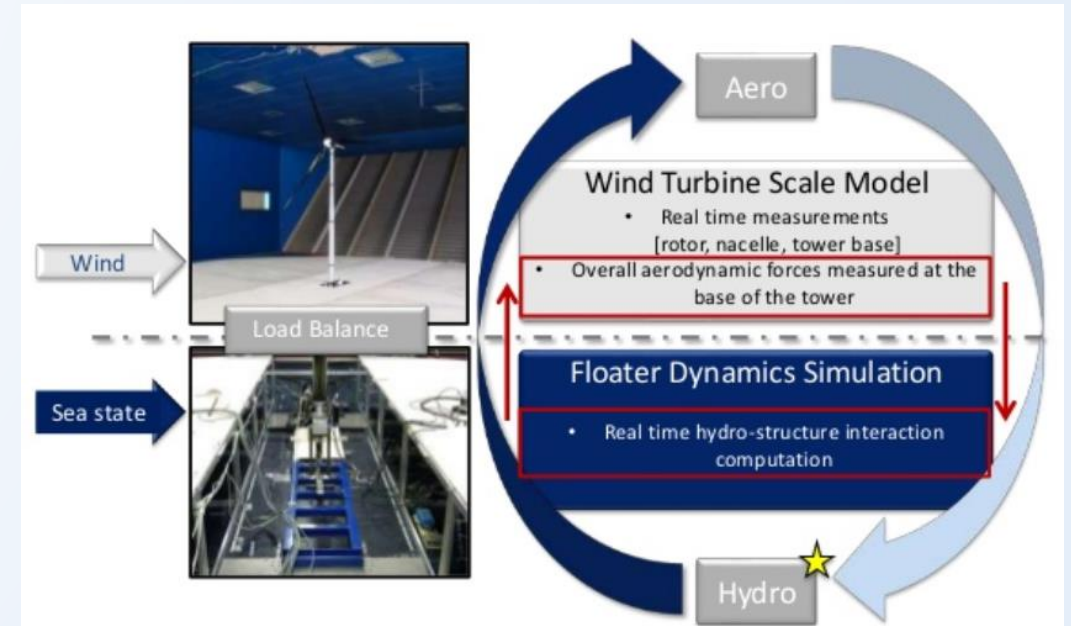 Aero
Wind Turbine Scale Model
• Real time measurements
[rotor, nacelle, tower base]
• Overall aerodynamic forces measured at the
base of the tower
Wind
Load Balance
Floater Dynamics Simulation
Sea state
• Real time hydro-structure interaction
computation
Hydro